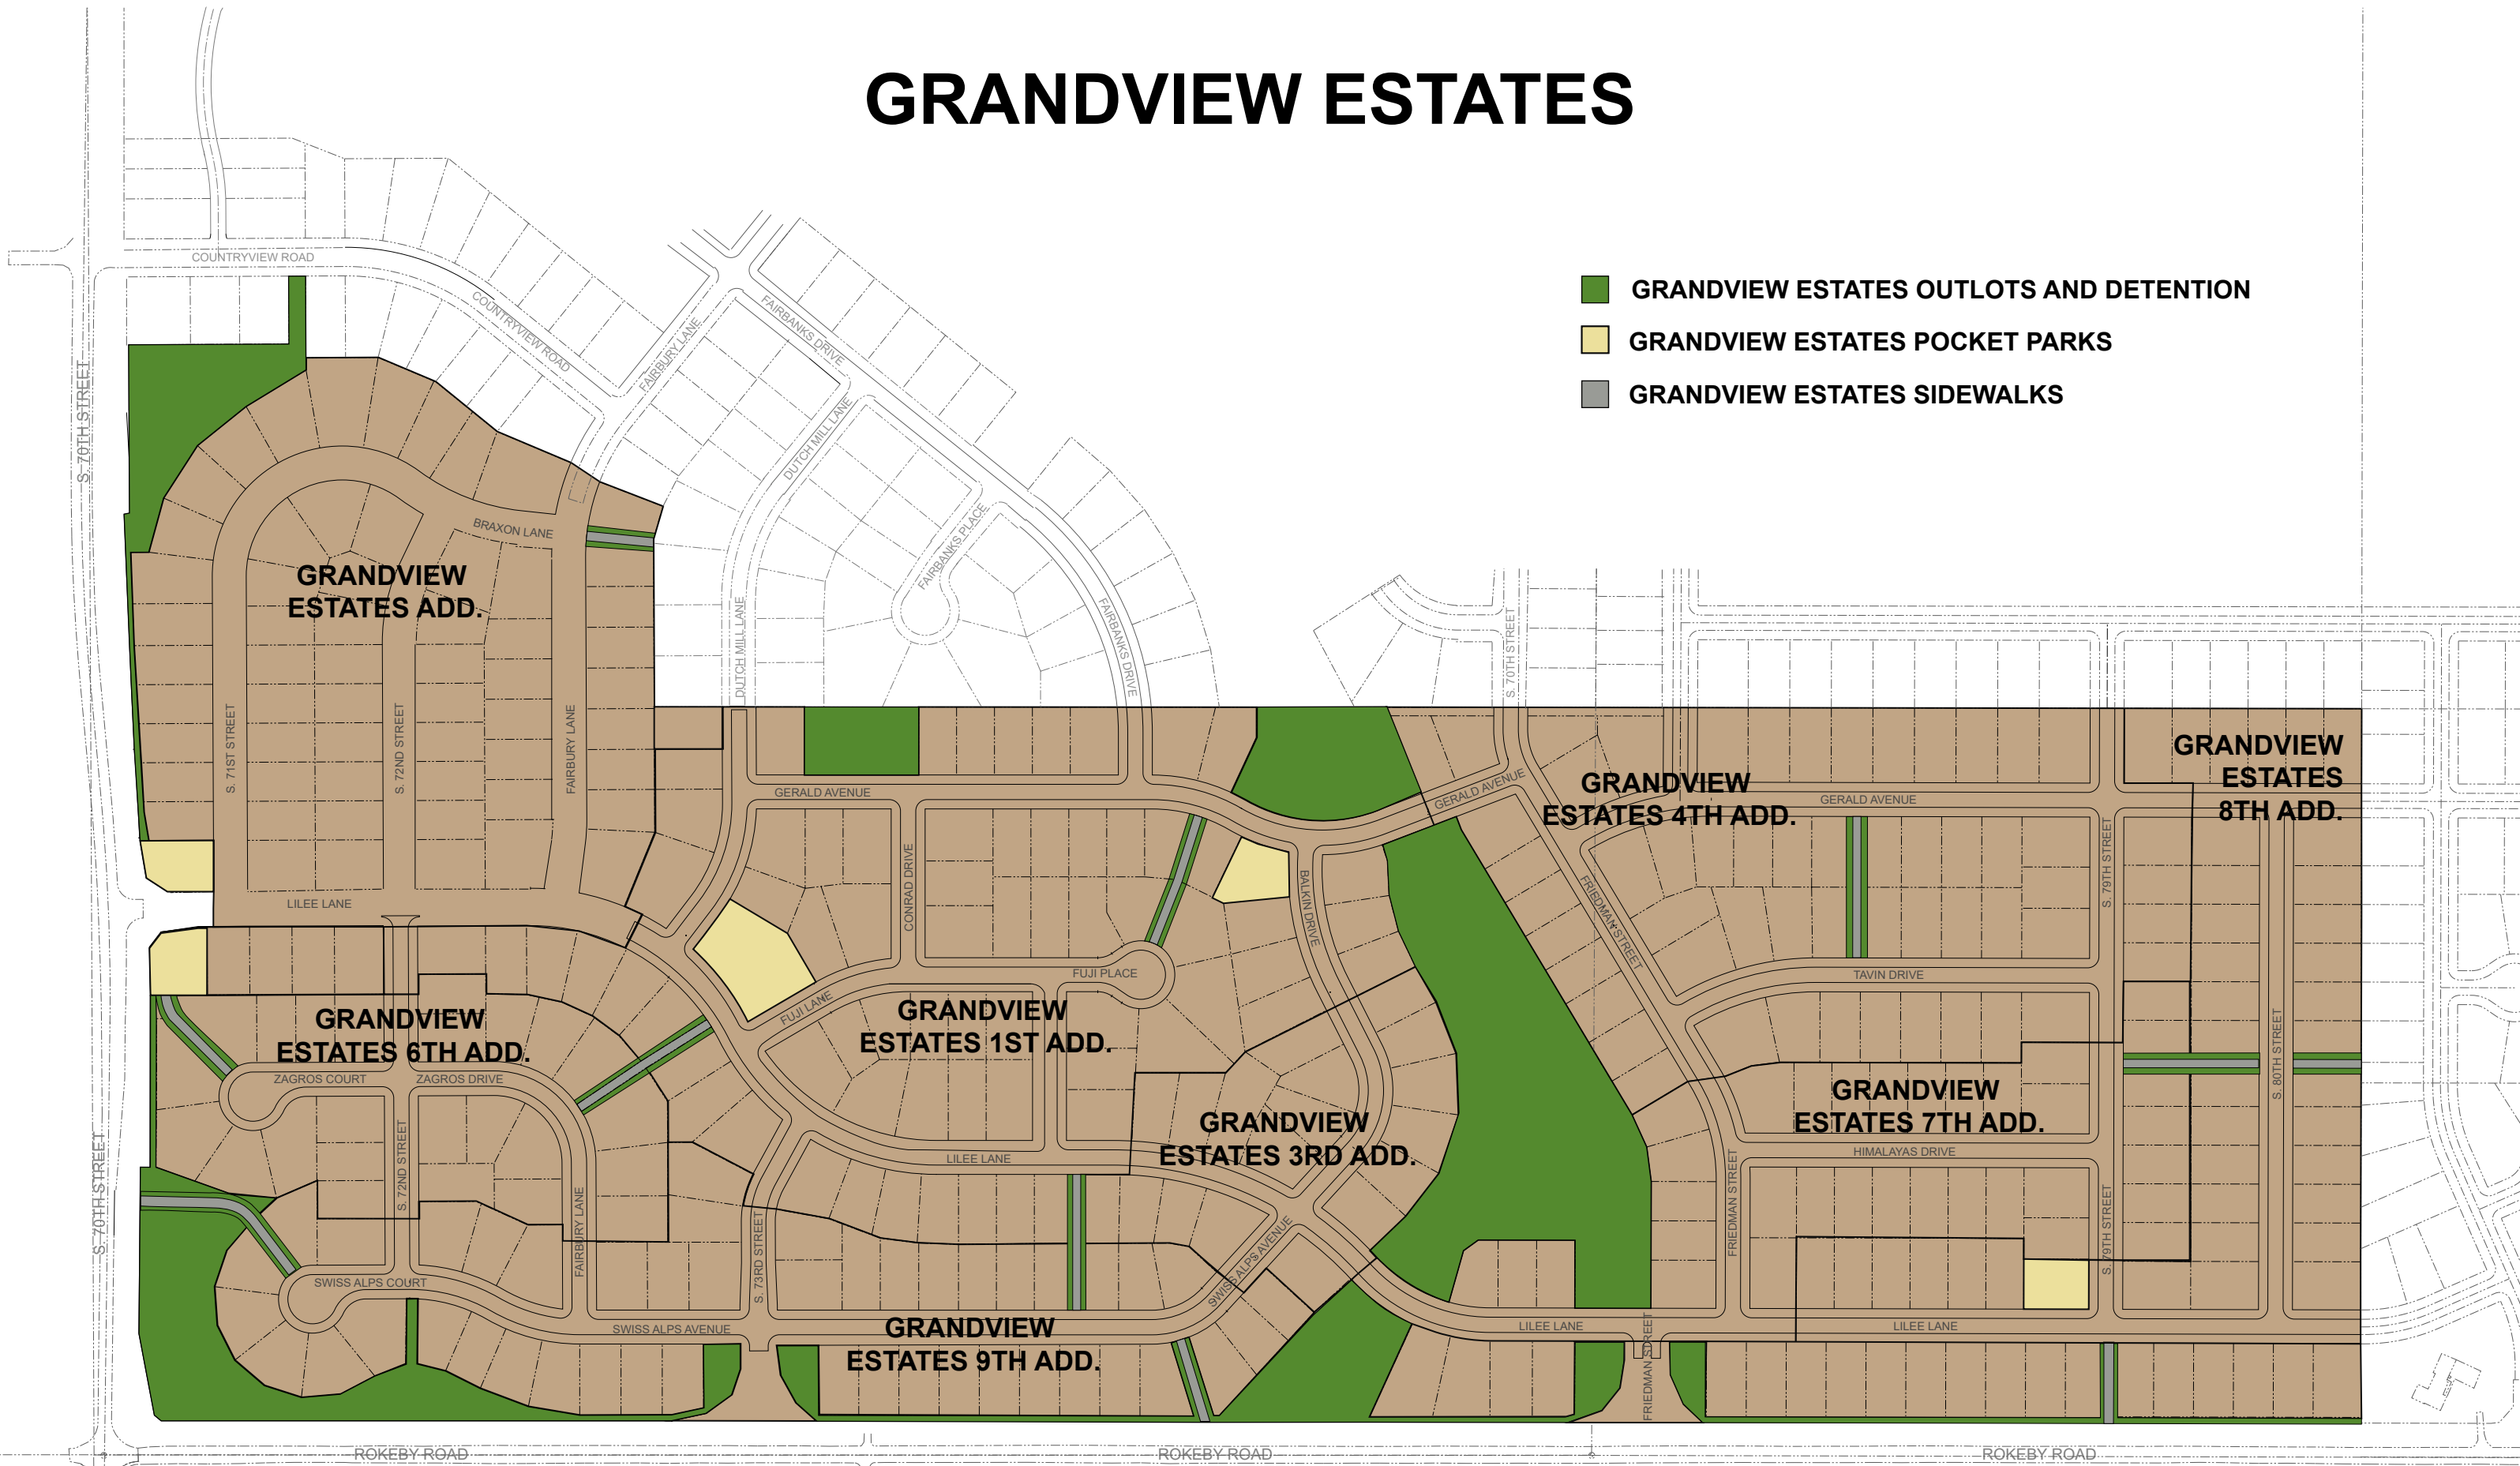 GRANDVIEW ESTATES
COUNTRYVIEW ROAD
COUNTRYVIEW ROAD
FAIRBURY LANE
FAIRBANKS DRIVE
DUTCH MILL LANE
FAIRBANKS PLACE
DUTCH MILL LANE
FAIRBANKS DRIVE
S. 70TH STREET
S. 70TH STREET
GRANDVIEW ESTATES OUTLOTS AND DETENTION
GRANDVIEW ESTATES POCKET PARKS
GRANDVIEW ESTATES SIDEWALKS
BRAXON LANE
GRANDVIEW
ESTATES ADD.
S. 71ST STREET
S. 72ND STREET
FAIRBURY LANE
LILEE LANE
GERALD AVENUE
CONRAD DRIVE
GERALD AVENUE
BALKIN DRIVE
FUJI PLACE
FUJI LANE
GRANDVIEW
ESTATES 1ST ADD.
GRANDVIEW
ESTATES 4TH ADD.
GERALD AVENUE
FRIEDMAN STREET
TAVIN DRIVE
S. 79TH STREET
GRANDVIEW
ESTATES
8TH ADD.
S. 80TH STREET
GRANDVIEW
ESTATES 6TH ADD.
ZAGROS COURT
ZAGROS DRIVE
S. 72ND STREET
FAIRBURY LANE
S. 70TH STREET
SWISS ALPS COURT
SWISS ALPS AVENUE
S. 73RD STREET
LILEE LANE
GRANDVIEW
ESTATES 3RD ADD.
SWISS ALPS AVENUE
GRANDVIEW
ESTATES 9TH ADD.
GRANDVIEW
ESTATES 7TH ADD.
HIMALAYAS DRIVE
FRIEDMAN STREET
S. 79TH STREET
LILEE LANE
LILEE LANE
FRIEDMAN STREET
ROKEBY ROAD
ROKEBY ROAD
ROKEBY ROAD